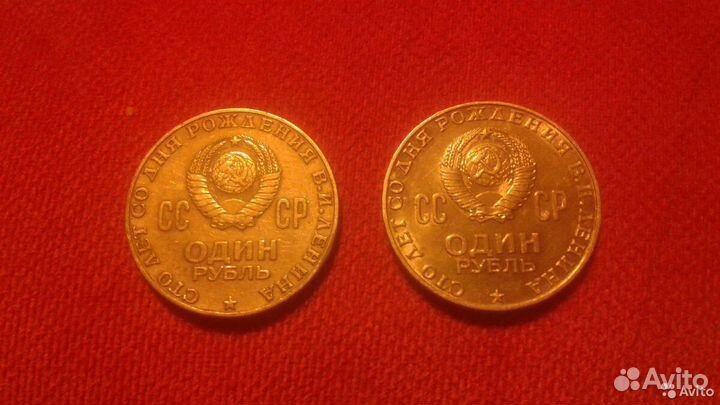 СТО ЛЕТ СО ДНЯ РОЖДЕНИЯ В.И.ЛЕНИНА
СС СР
ОДИН
РУБЛЬ
СТО ЛЕТ СО ДНЯ РОЖДЕНИЯ В.И.ЛЕНИНА
СС СР
ОДИН
РУБЛЬ
Avito
Avito